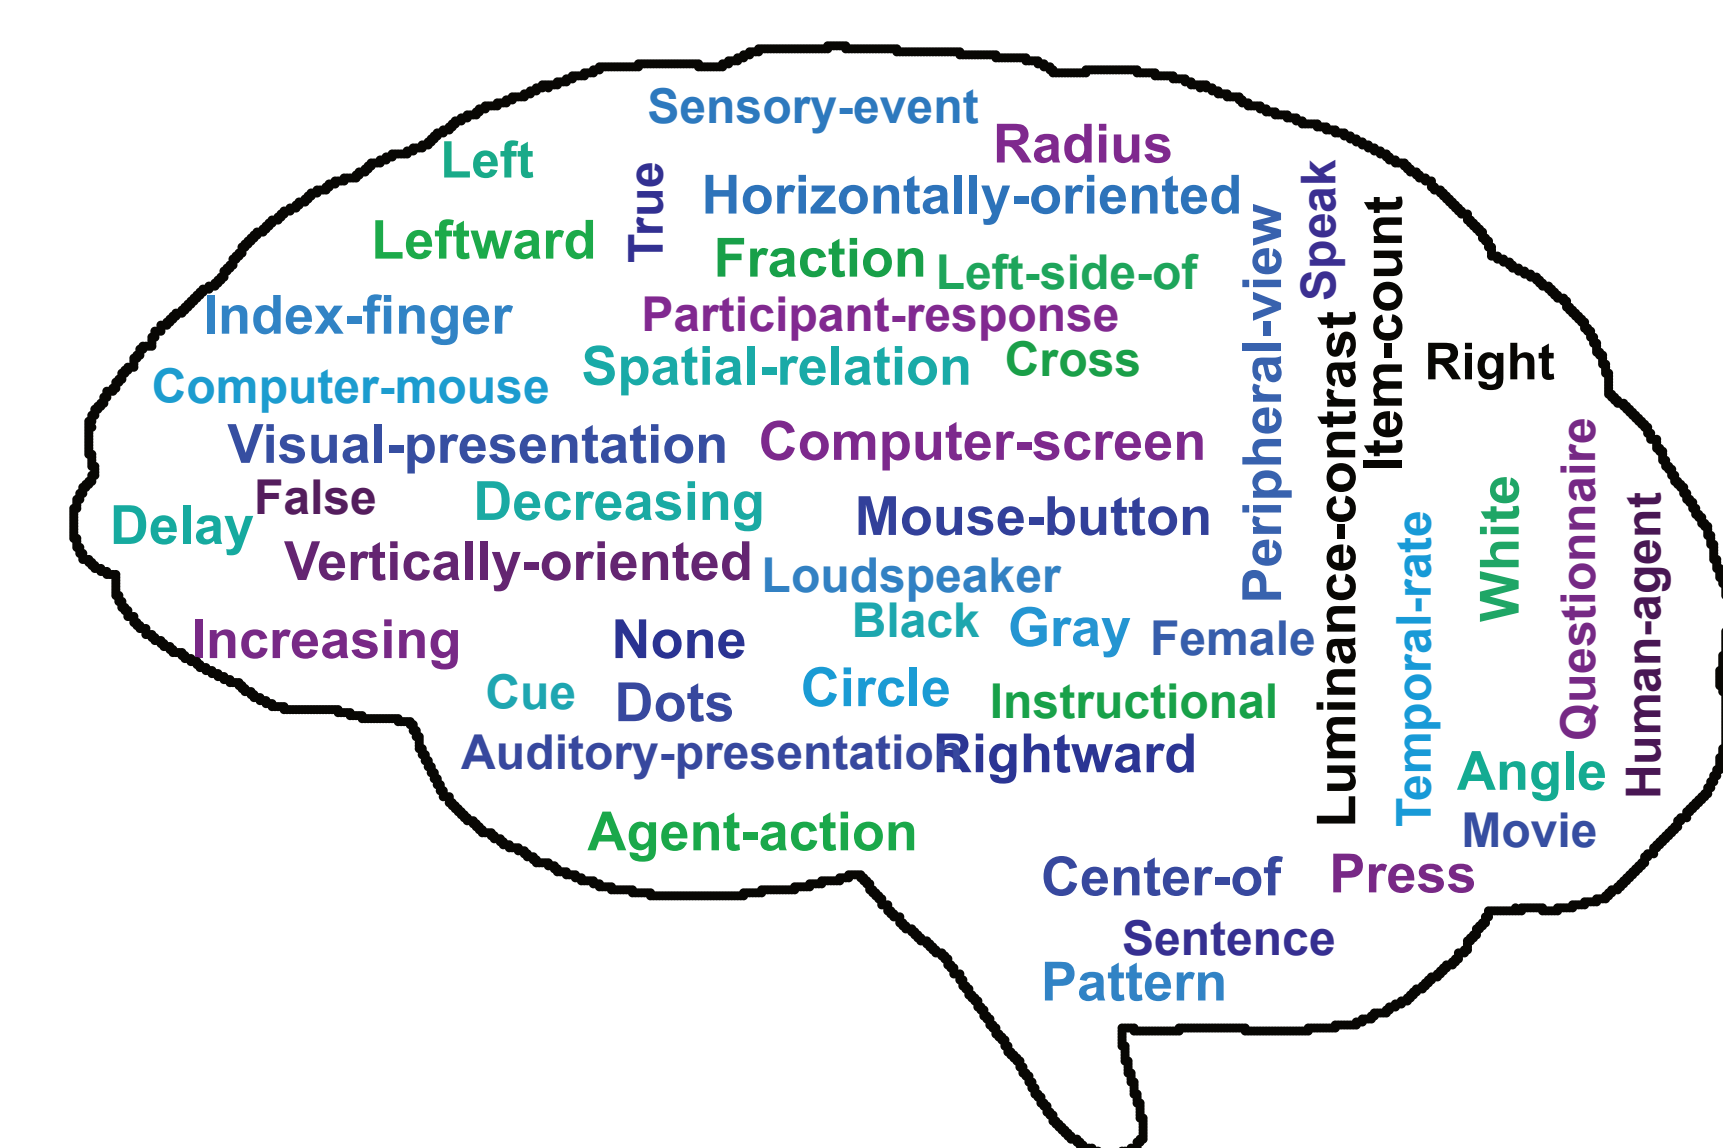 Sensory-event
Radius
Left
True
Horizontally-oriented
Speak
Leftward
Fraction
Left-side-of
Peripheral-view
Item-count
Index-finger
Participant-response
Luminance-contrast
Computer-mouse
Spatial-relation
Cross
Right
Visual-presentation
Computer-screen
False
Decreasing
Mouse-button
Delay
White
Questionnaire
Human-agent
Vertically-oriented
Loudspeaker
Temporal-rate
Increasing
None
Black
Gray
Female
Cue
Dots
Circle
Instructional
Auditory-presentation
Rightward
Angle
Agent-action
Movie
Center-of
Press
Sentence
Pattern